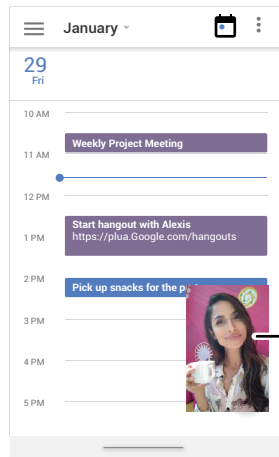 January
29
Fri
10 AM
Weekly Project Meeting
11 AM
12 PM
Start hangout with Alexis
https://plua.Google.com/hangouts
1 PM
2 PM
Pick up snacks for the
3 PM
4 PM
5 PM